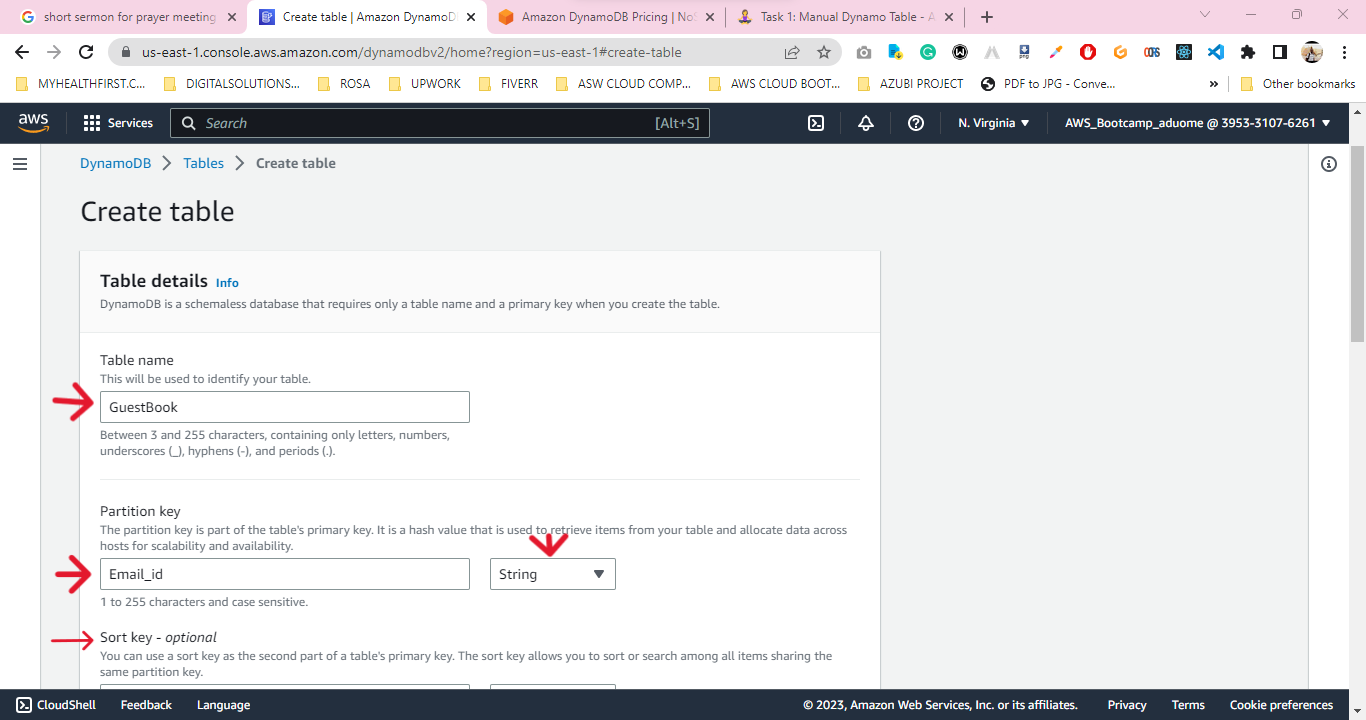 short sermon for prayer meeting
Create table | Amazon DynamoDB
Amazon DynamoDB Pricing | NoS
Task 1: Manual Dynamo Table - A
us-east-1.console.aws.amazon.com/dynamodbv2/home?region=us-east-1#create-table
MYHEALTHFIRST.C...
DIGITALSOLUTIONS...
ROSA
UPWORK
FIVERR
ASW CLOUD COMP...
AWS CLOUD BOOT...
AZUBI PROJECT
PDF to JPG - Conve...
»
Other bookmarks
aws
Services
Search
[Alt+S]
N. Virginia
AWS_Bootcamp_aduome @ 3953-3107-6261
DynamoDB
Tables
Create table
Create table
Table details Info
DynamoDB is a schemaless database that requires only a table name and a primary key when you create the table.
Table name
This will be used to identify your table.
GuestBook
Between 3 and 255 characters, containing only letters, numbers,
underscores (_), hyphens (-), and periods (.).
Partition key
The partition key is part of the table's primary key. It is a hash value that is used to retrieve items from your table and allocate data across
hosts for scalability and availability.
Email_id
String
1 to 255 characters and case sensitive.
Sort key - optional
You can use a sort key as the second part of a table's primary key. The sort key allows you to sort or search among all items sharing the
same partition key.
CloudShell
Feedback
Language
© 2023, Amazon Web Services, Inc. or its affiliates.
Privacy
Terms
Cookie preferences